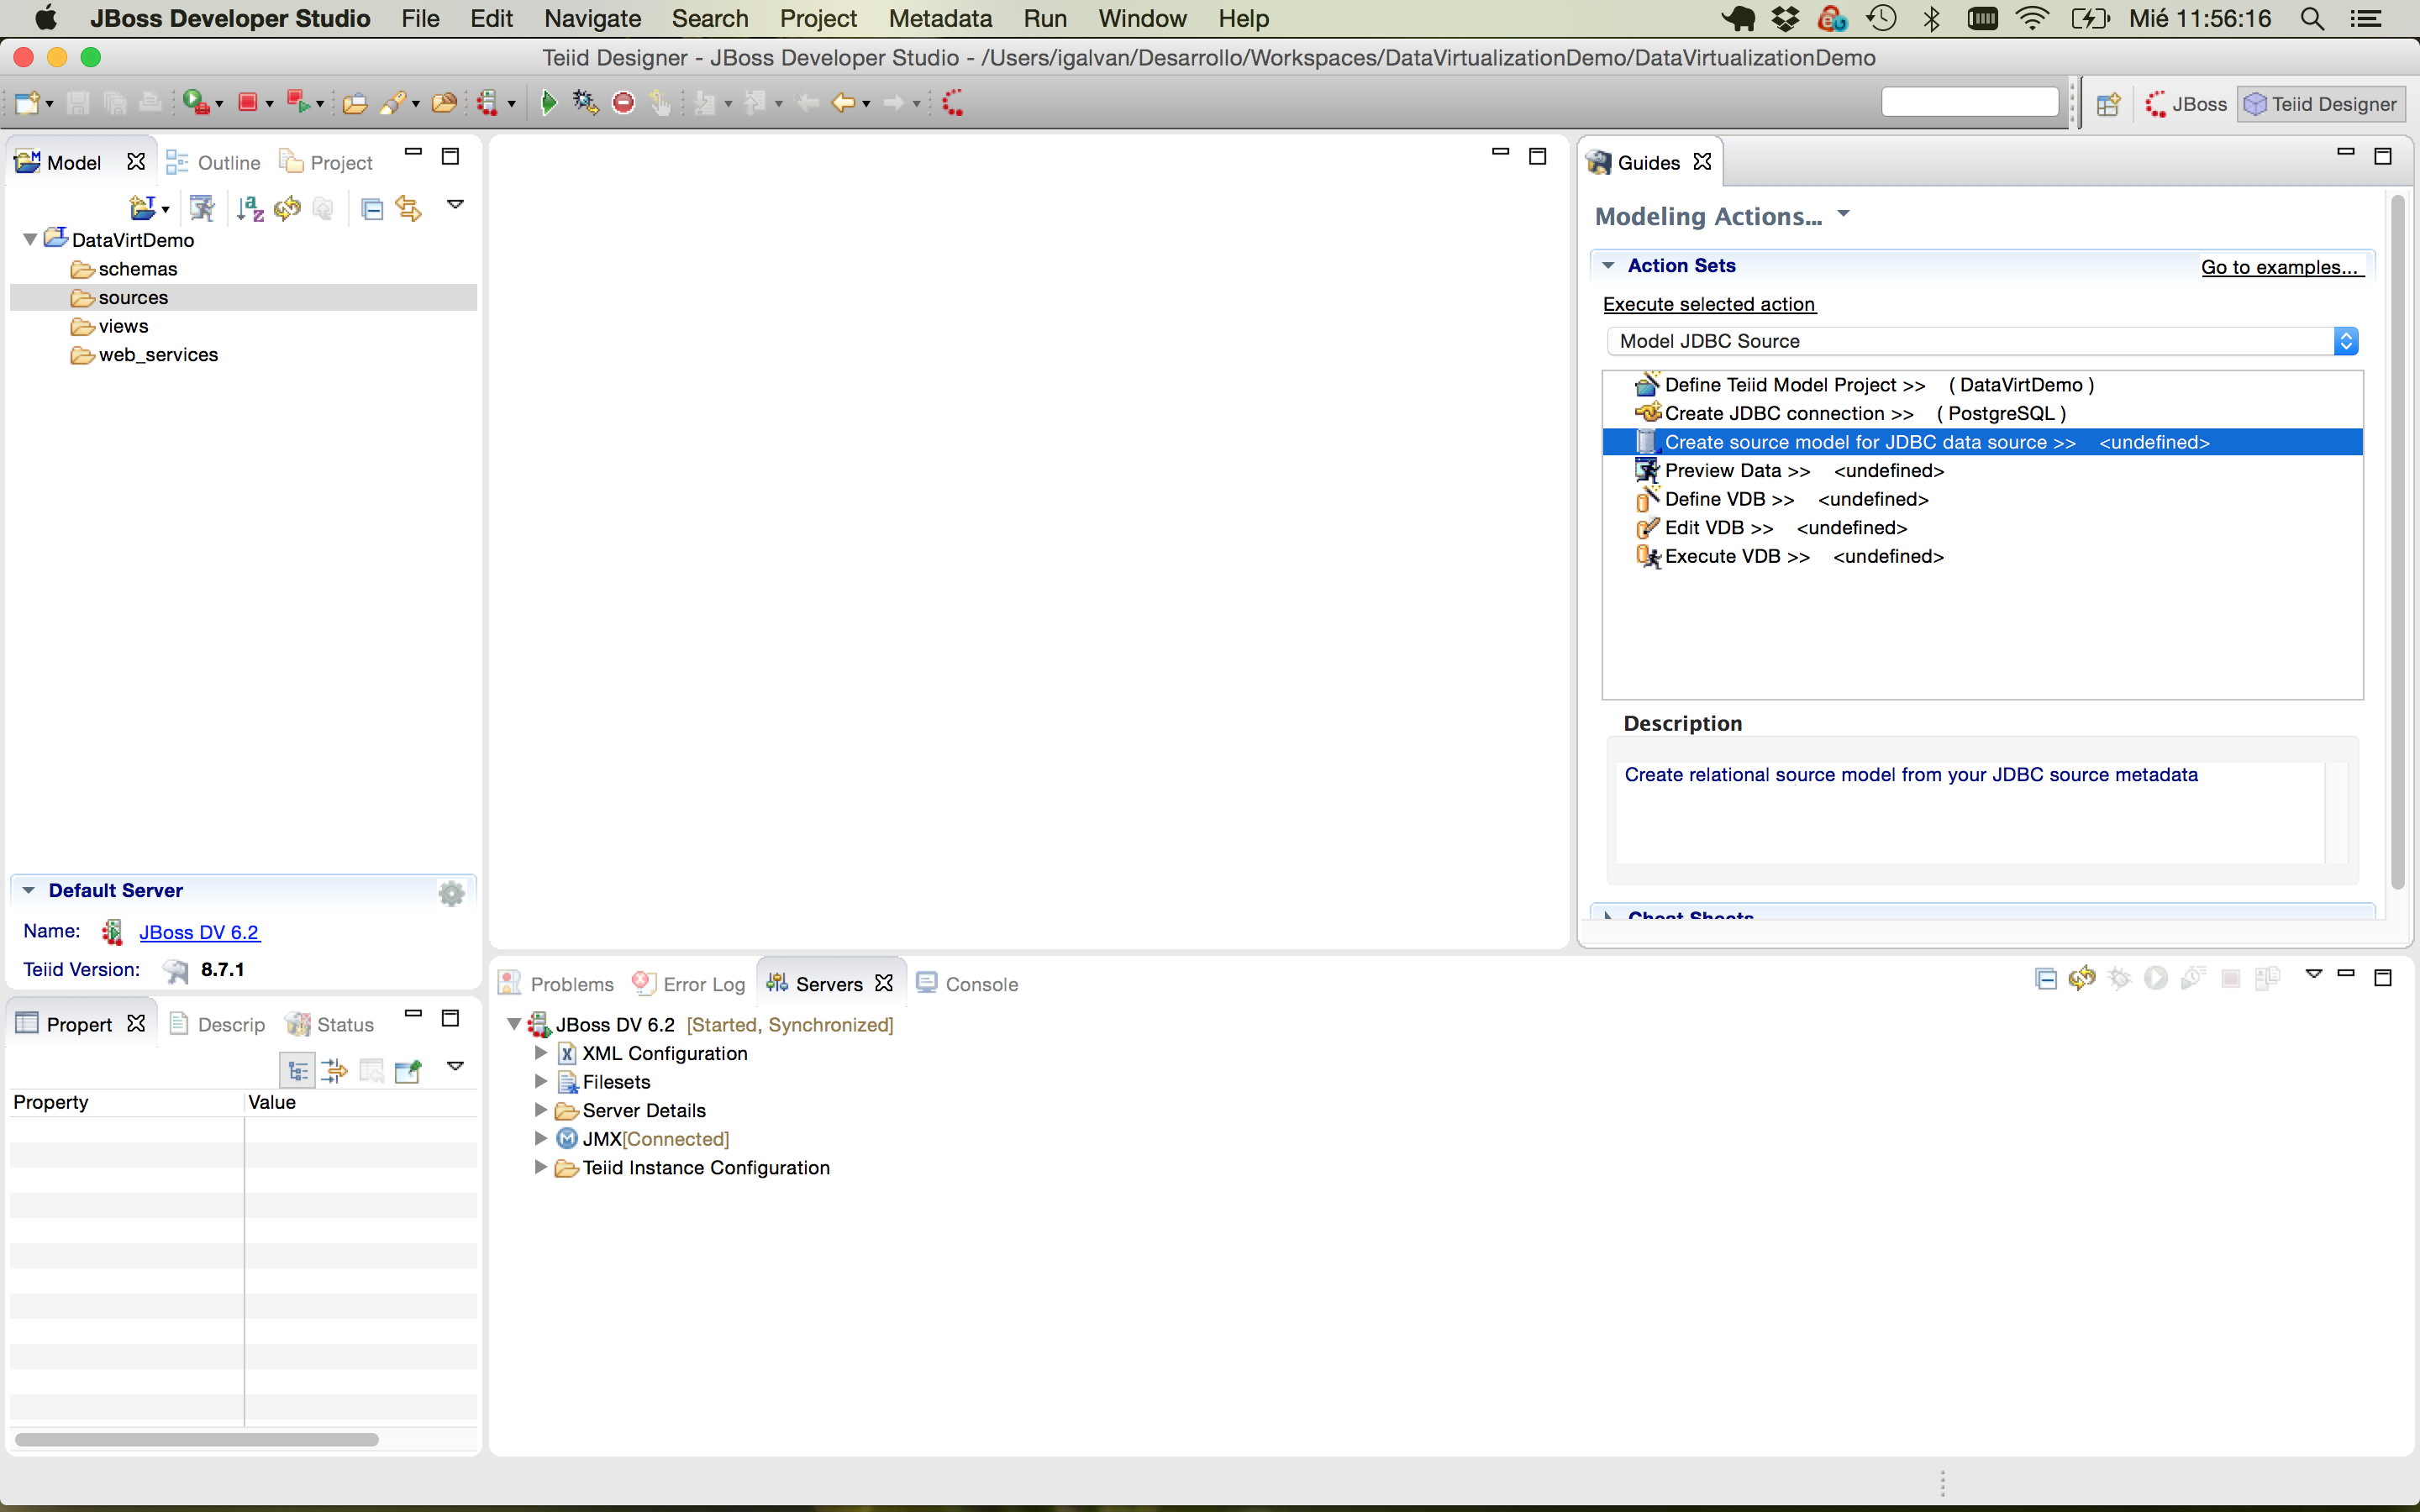 JBoss Developer Studio File Edit Navigate Search Project Metadata Run Window Help Mié 11:56:16
Teiid Designer - JBoss Developer Studio - /Users/igalvan/Desarrollo/Workspaces/DataVirtualizationDemo/DataVirtualizationDemo
JBoss Teiid Designer
Model Outline Project
DataVirtDemo
schemas
sources
views
web_services
Default Server
Name: JBoss DV 6.2
Teiid Version: 8.7.1
Propert Descrip Status
Property Value
Guides
Modeling Actions...
Action Sets Go to examples...
Execute selected action
Model JDBC Source
Define Teiid Model Project >> ( DataVirtDemo )
Create JDBC connection >> ( PostgreSQL )
Create source model for JDBC data source >> <undefined>
Preview Data >> <undefined>
Define VDB >> <undefined>
Edit VDB >> <undefined>
Execute VDB >> <undefined>
Description
Create relational source model from your JDBC source metadata
Cheat Sheets
Problems Error Log Servers Console
JBoss DV 6.2 [Started, Synchronized]
XML Configuration
Filesets
Server Details
JMX[Connected]
Teiid Instance Configuration